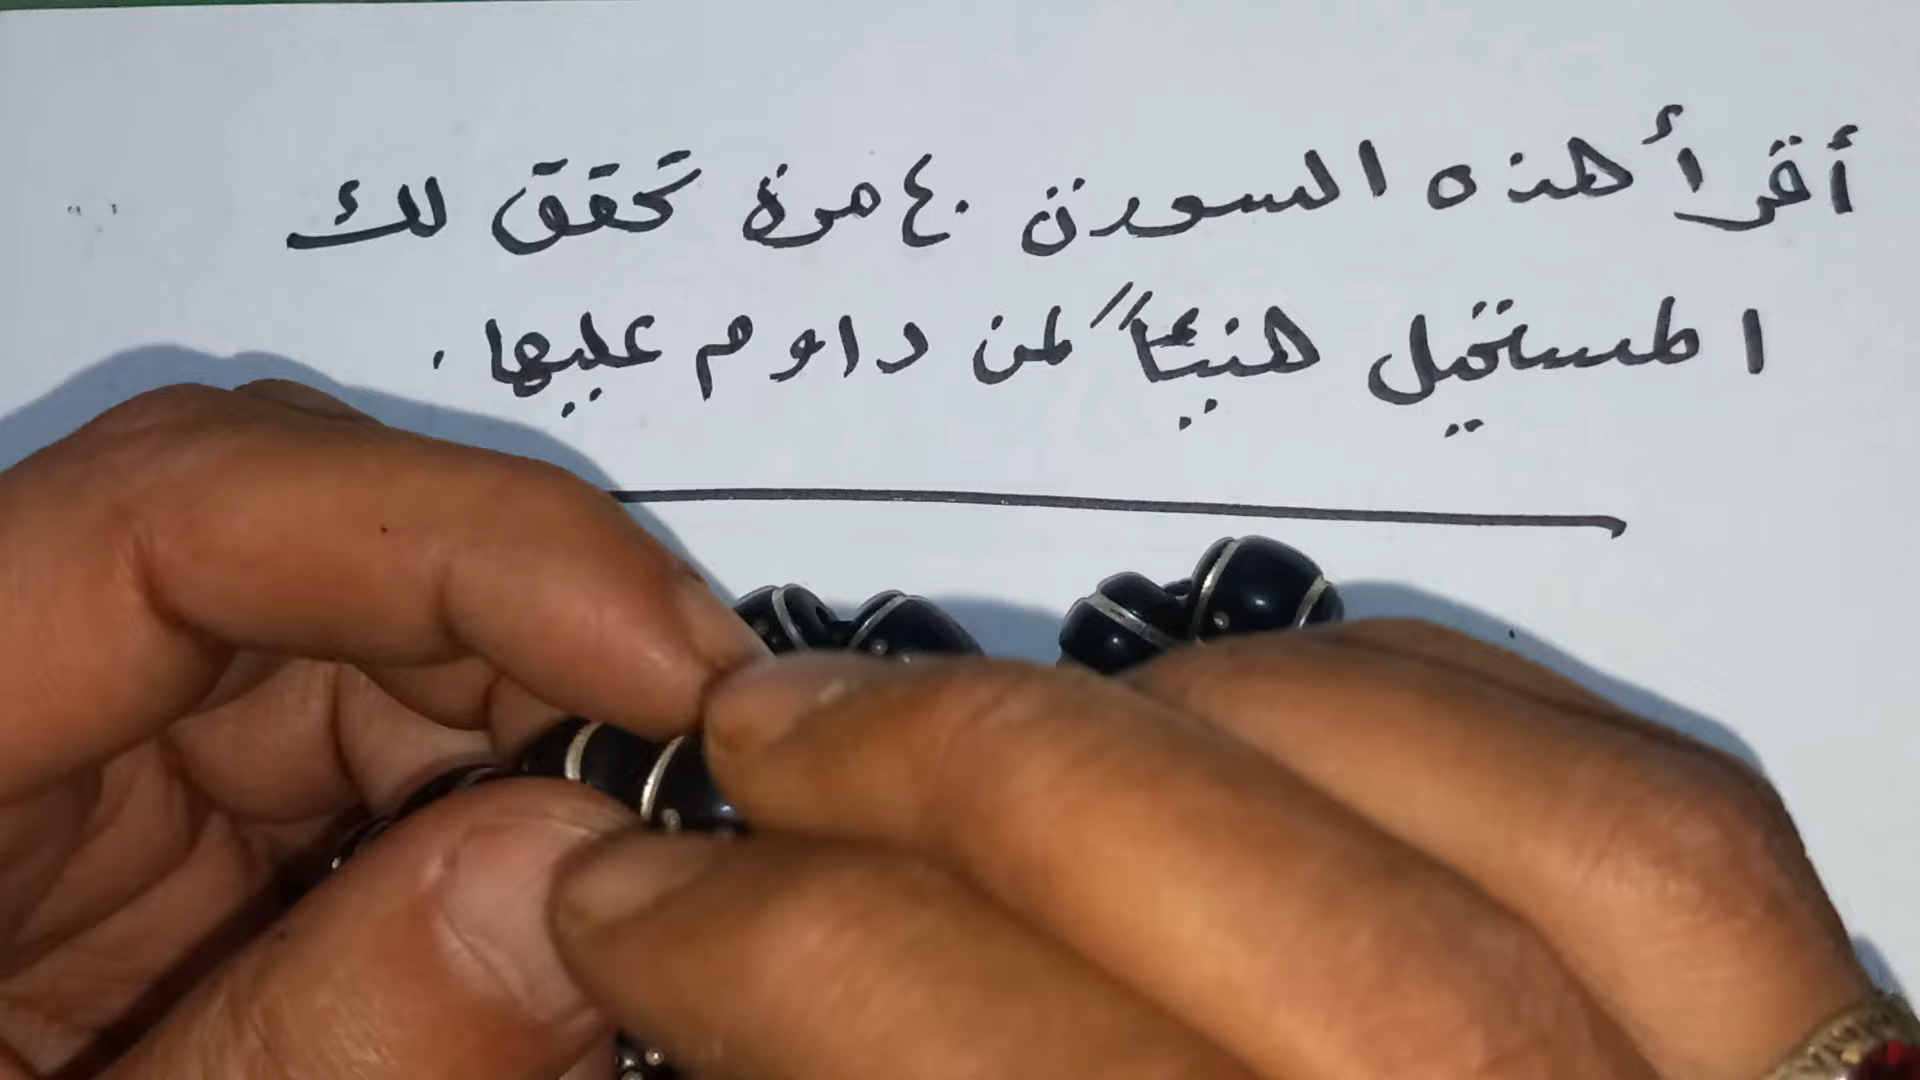 أقرأ هذه السورة ٤٠ مرة تحقق لك
المستحيل هنيئاً لمن داوم عليها .